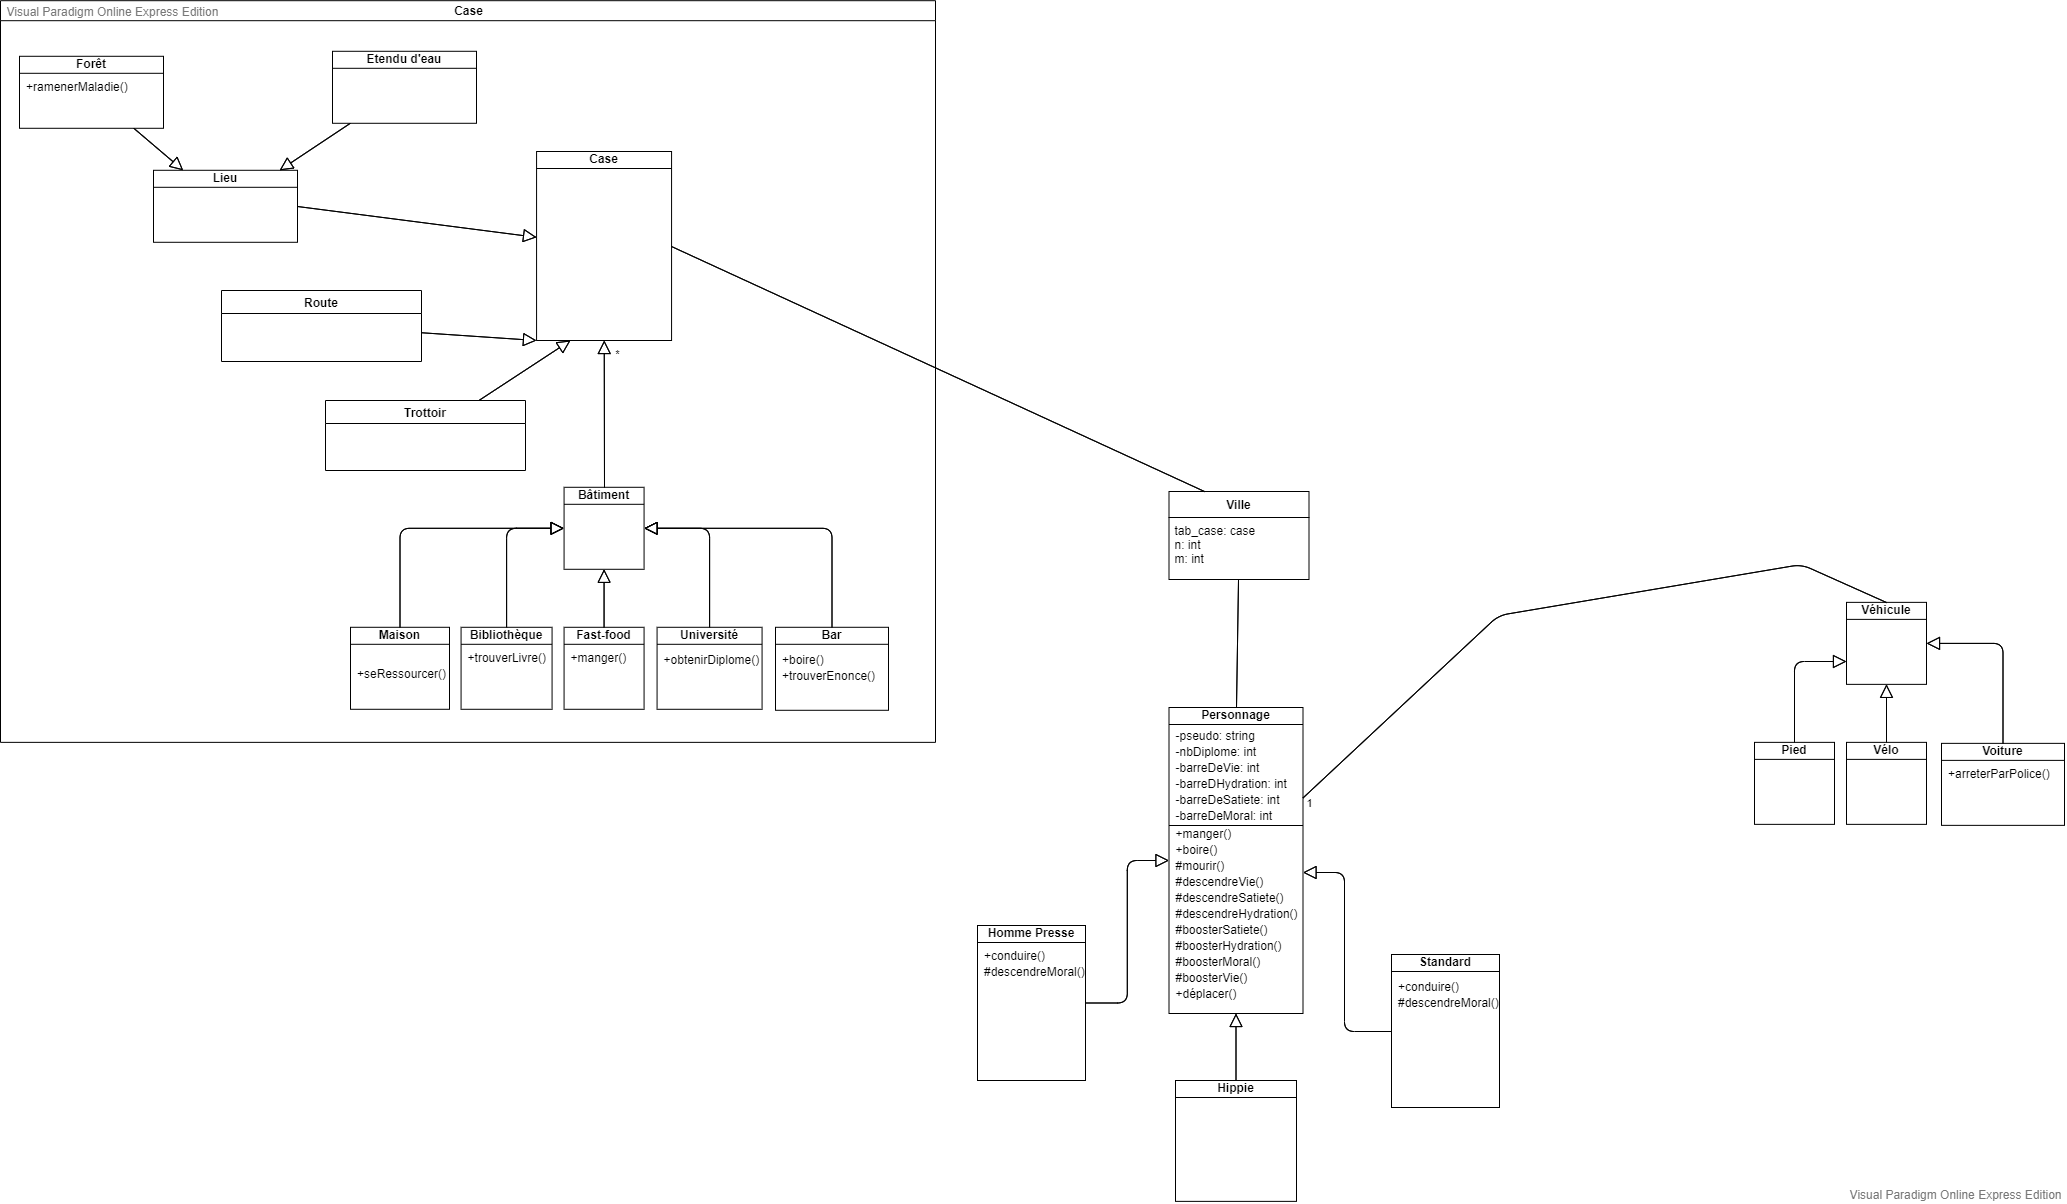 Visual Paradigm Online Express Edition
Case
Forêt
+ramenerMaladie()
Etendu d'eau
Lieu
Case
Route
*
Trottoir
Bâtiment
Maison
+seRessourcer()
Bibliothèque
+trouverLivre()
Fast-food
+manger()
Université
+obtenirDiplome()
Bar
+boire()
+trouverEnonce()
Ville
tab_case: case
n: int
m: int
Personnage
-pseudo: string
-nbDiplome: int
-barreDeVie: int
-barreDHydration: int
-barreDeSatiete: int
-barreDeMoral: int
+manger()
+boire()
#mourir()
#descendreVie()
#descendreSatiete()
#descendreHydration()
#boosterSatiete()
#boosterHydration()
#boosterMoral()
#boosterVie()
+déplacer()
1
Véhicule
Pied
Vélo
Voiture
+arreterParPolice()
Homme Presse
+conduire()
#descendreMoral()
Standard
+conduire()
#descendreMoral()
Hippie
Visual Paradigm Online Express Edition